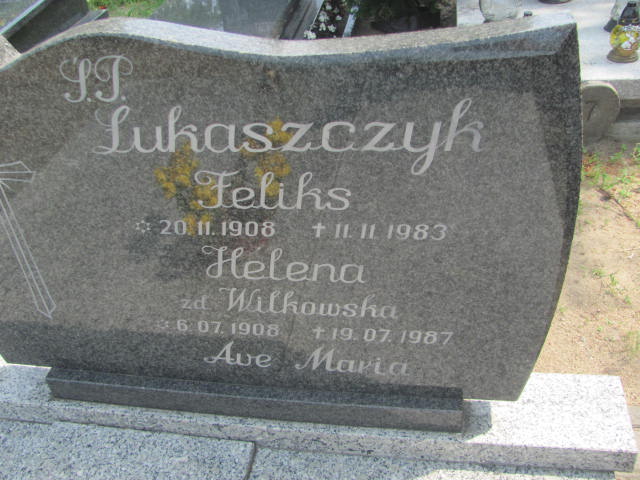 Ś.P.
Łukaszczyk
Feliks
* 20.11.1908 † 11.11.1983
Helena
zd. Wilkowska
* 6.07.1908 † 19.07.1987
Ave Maria